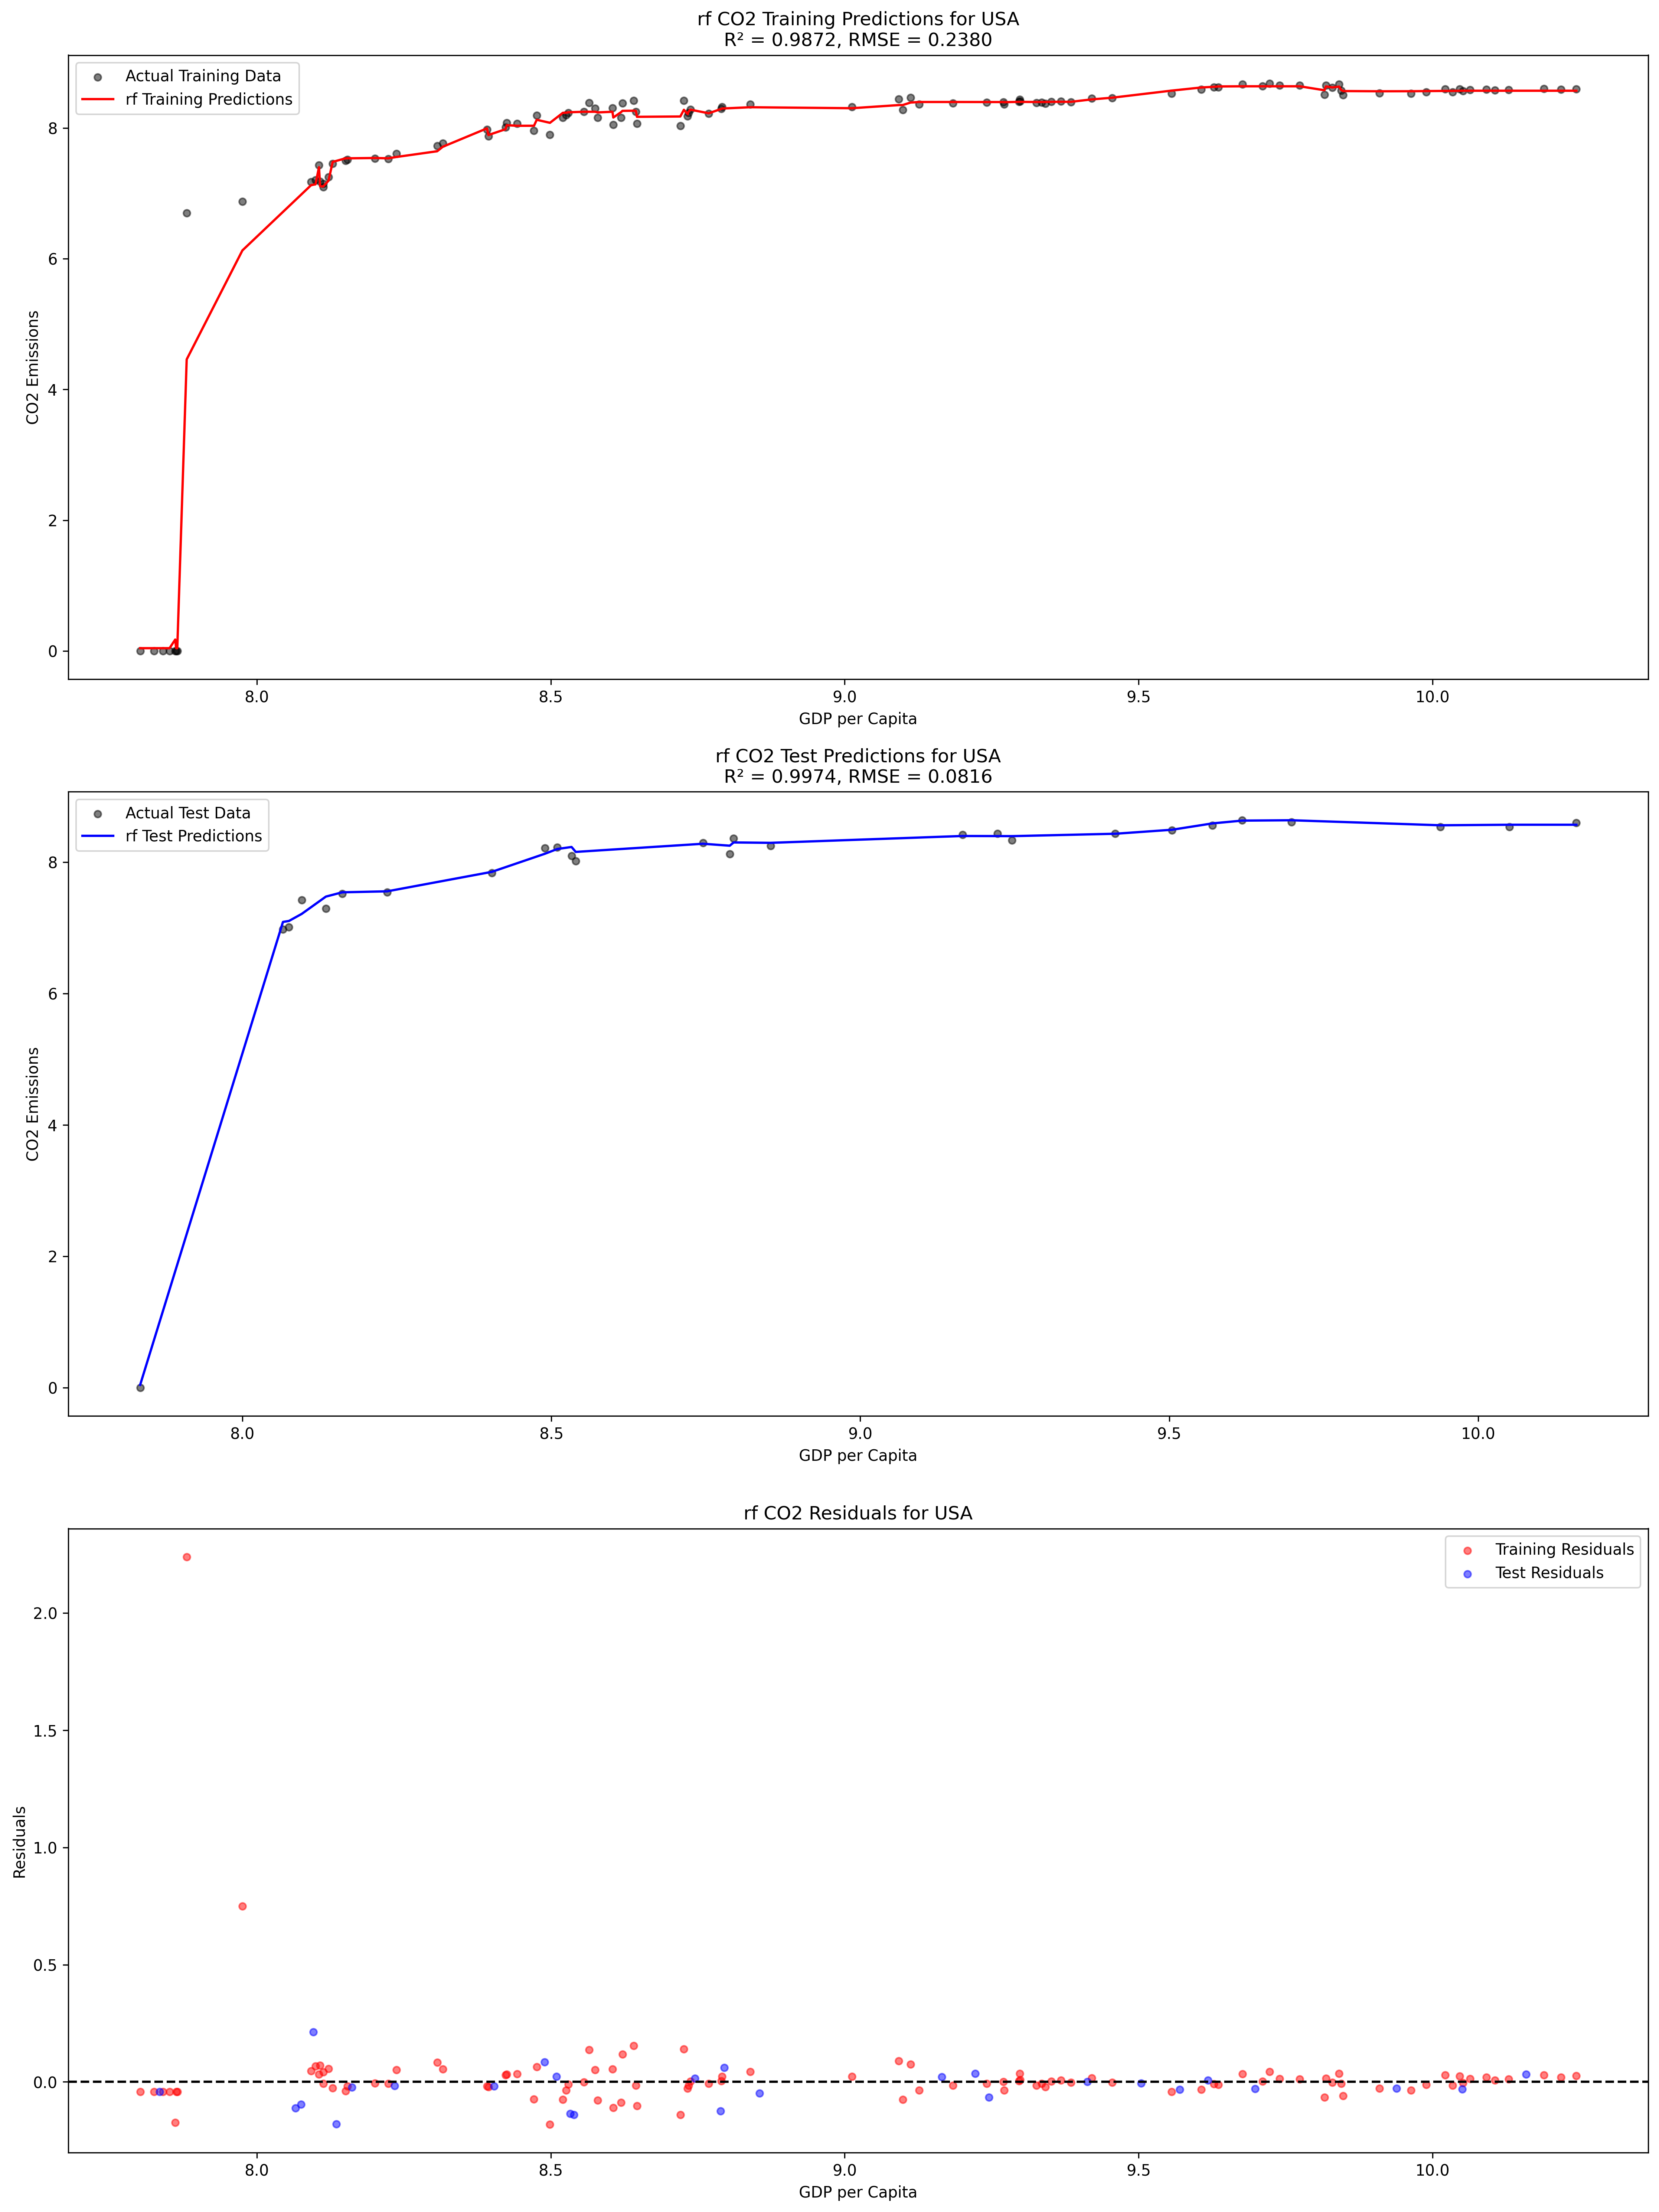 rf CO2 Training Predictions for USA
R² = 0.9872, RMSE = 0.2380
Actual Training Data
rf Training Predictions
8
6
4
2
0
CO2 Emissions
8.0 8.5 9.0 9.5 10.0
GDP per Capita
rf CO2 Test Predictions for USA
R² = 0.9974, RMSE = 0.0816
Actual Test Data
rf Test Predictions
8
6
4
2
0
CO2 Emissions
8.0 8.5 9.0 9.5 10.0
GDP per Capita
rf CO2 Residuals for USA
Training Residuals
Test Residuals
2.0
1.5
1.0
0.5
0.0
Residuals
8.0 8.5 9.0 9.5 10.0
GDP per Capita